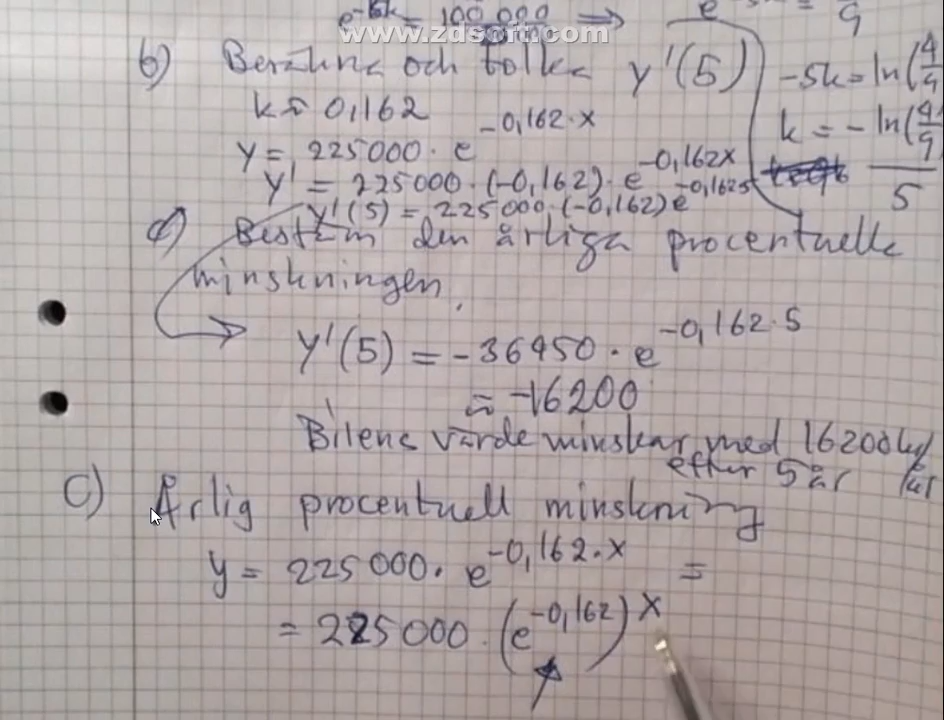 e^-5k = 100 000 ⟹ e
9
www.zdsoft.com
b) Beräkna och tolka y'(5)
-5k = ln(4/9
k ≈ 0,162
k = - ln(4/9
5
y = 225000 · e^-0,162·x
y' = 225000 · (-0,162) · e^-0,162x
y'(5) = 225000 · (-0,162) e^-0,162·5
c) Bestäm den årliga procentuella
minskningen.
y'(5) = -36450 · e^-0,162·5
≈ -16200
Bilens värde minskar med 16200 kr/
efter 5 år år
C) Årlig procentuell minskning
y = 225000 · e^-0,162·x =
= 225000 · (e^-0,162)^x